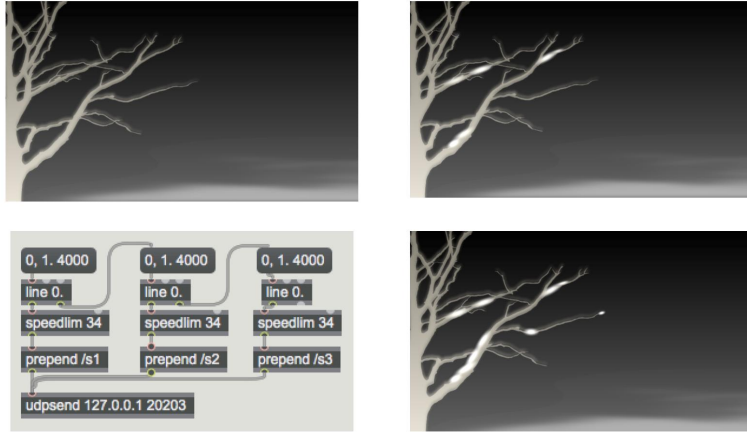 0, 1. 4000 0, 1. 4000 0, 1. 4000
line 0. line 0. line 0.
speedlim 34 speedlim 34 speedlim 34
prepend /s1 prepend /s2 prepend /s3
udpsend 127.0.0.1 20203